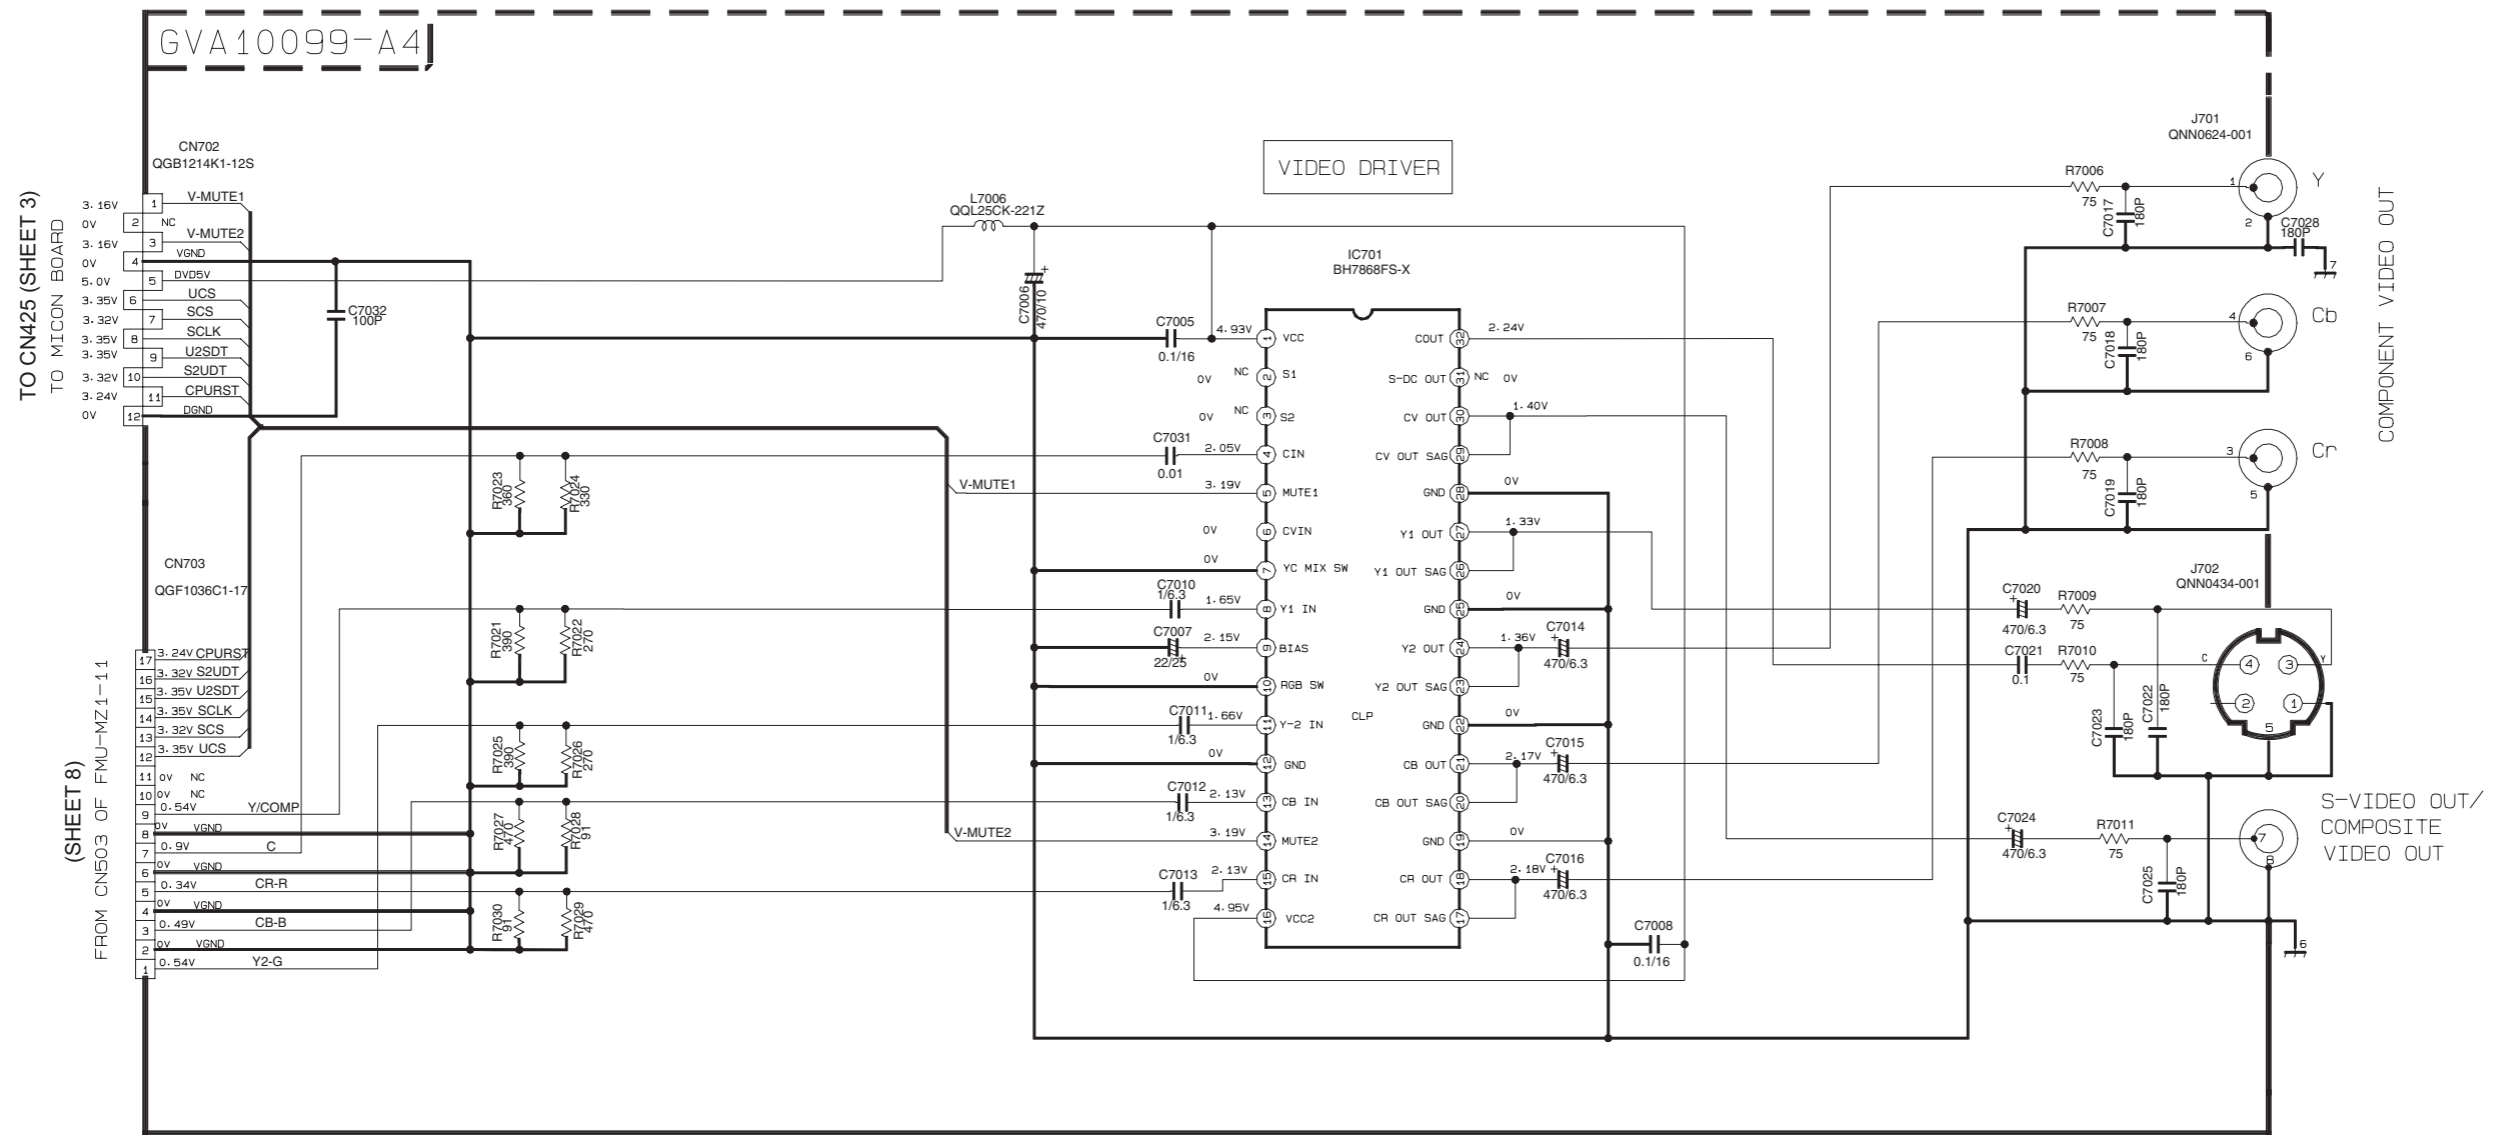 GVA10099-A4
CN702
QGB1214K1-12S
TO CN425 (SHEET 3)
TO MICON BOARD
3.16V 1 V-MUTE1
0V 2 NC
3.16V 3 V-MUTE2
0V 4 VGND
5.0V 5 DVD5V
3.35V 6 UCS
3.32V 7 SCS
3.35V 8 SCLK
3.35V 9 U2SDT
3.32V 10 S2UDT
3.24V 11 CPURST
0V 12 DGND
C7032
100P
CN703
QGF1036C1-17
(SHEET 8)
FROM CN503 OF FMU-MZ1-11
17 3.24V CPURST
16 3.32V S2UDT
15 3.35V U2SDT
14 3.35V SCLK
13 3.32V SCS
12 3.35V UCS
11 0V NC
10 0V NC
9 0.54V Y/COMP
8 0V VGND
7 0.9V C
6 0V VGND
5 0.34V CR-R
4 0V VGND
3 0.49V CB-B
2 0V VGND
1 0.54V Y2-G
R7023
360
R7024
330
R7021
390
R7022
270
R7025
390
R7026
270
R7027
470
R7028
91
R7030
91
R7029
470
L7006
QQL25CK-221Z
C7006
470/10
+
VIDEO DRIVER
IC701
BH7868FS-X
C7005
0.1/16
4.93V 1 VCC
0V NC 2 S1
0V NC 3 S2
C7031
0.01
2.05V 4 CIN
V-MUTE1
3.19V 5 MUTE1
0V 6 CVIN
0V 7 YC MIX SW
C7010
1/6.3
1.65V 8 Y1 IN
C7007
22/25
+
2.15V 9 BIAS
0V 10 RGB SW
C7011
1/6.3
1.66V 11 Y-2 IN
0V 12 GND
C7012
1/6.3
2.13V 13 CB IN
V-MUTE2
3.19V 14 MUTE2
C7013
1/6.3
2.13V 15 CR IN
4.95V 16 VCC2
CLP
COUT 32 2.24V
S-DC OUT 31 NC 0V
CV OUT 30 1.40V
CV OUT SAG 29
GND 28 0V
Y1 OUT 27 1.33V
Y1 OUT SAG 26
GND 25 0V
Y2 OUT 24 1.36V
Y2 OUT SAG 23
GND 22 0V
CB OUT 21 2.17V
CB OUT SAG 20
GND 19 0V
CR OUT 18 2.18V
CR OUT SAG 17
C7014
+
470/6.3
C7015
+
470/6.3
C7016
+
470/6.3
C7008
0.1/16
J701
QNN0624-001
R7006
75
C7017
180P
1
2
Y
C7028
180P
7
R7007
75
C7018
180P
4
6
Cb
R7008
75
C7019
180P
3
5
Cr
COMPONENT VIDEO OUT
J702
QNN0434-001
C7020
+
470/6.3
R7009
75
C7021
0.1
R7010
75
C7023
180P
C7022
180P
C
Y
4
3
2
1
5
C7024
+
470/6.3
R7011
75
C7025
180P
7
8
6
S-VIDEO OUT/
COMPOSITE
VIDEO OUT